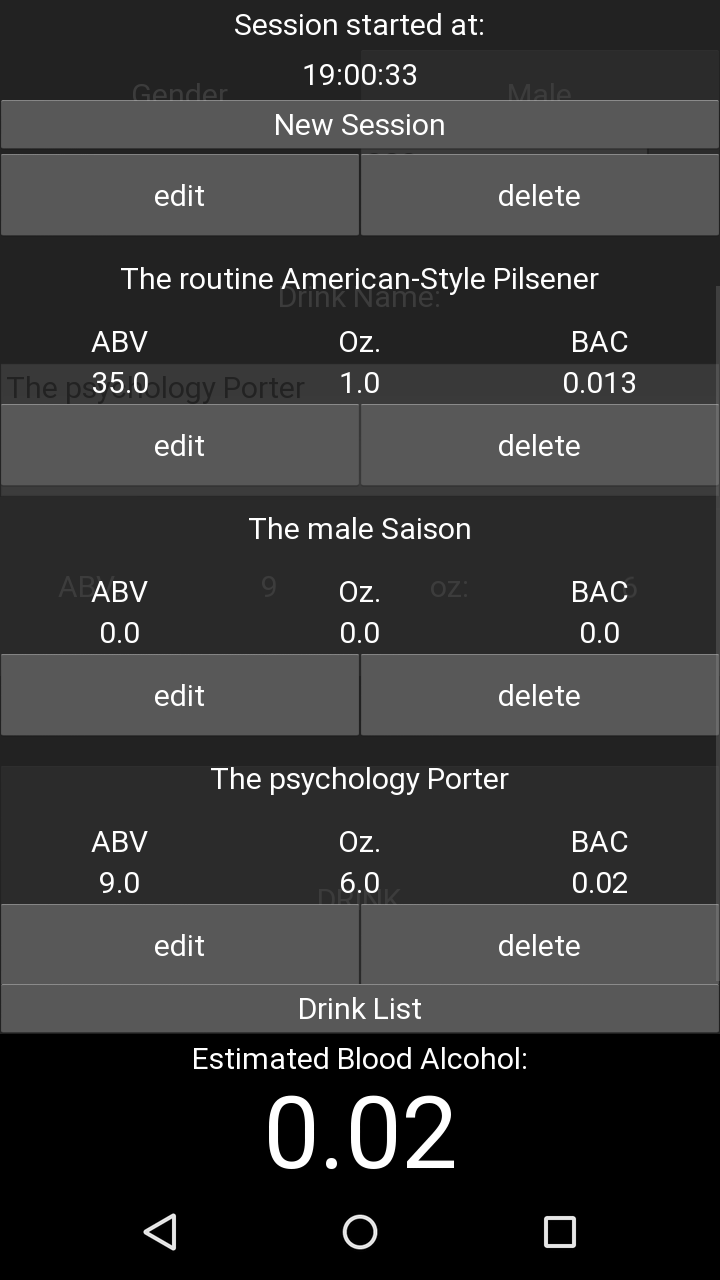 Session started at:
Gender Male
19:00:33
New Session
edit delete
The routine American-Style Pilsener
Drink Name:
ABV Oz. BAC
The psychology Porter
35.0 1.0 0.013
edit delete
The male Saison
9 oz: 6
ABV Oz. BAC
0.0 0.0 0.0
edit delete
The psychology Porter
ABV Oz. BAC
9.0 6.0 0.02
DRINK
edit delete
Drink List
Estimated Blood Alcohol:
0.02